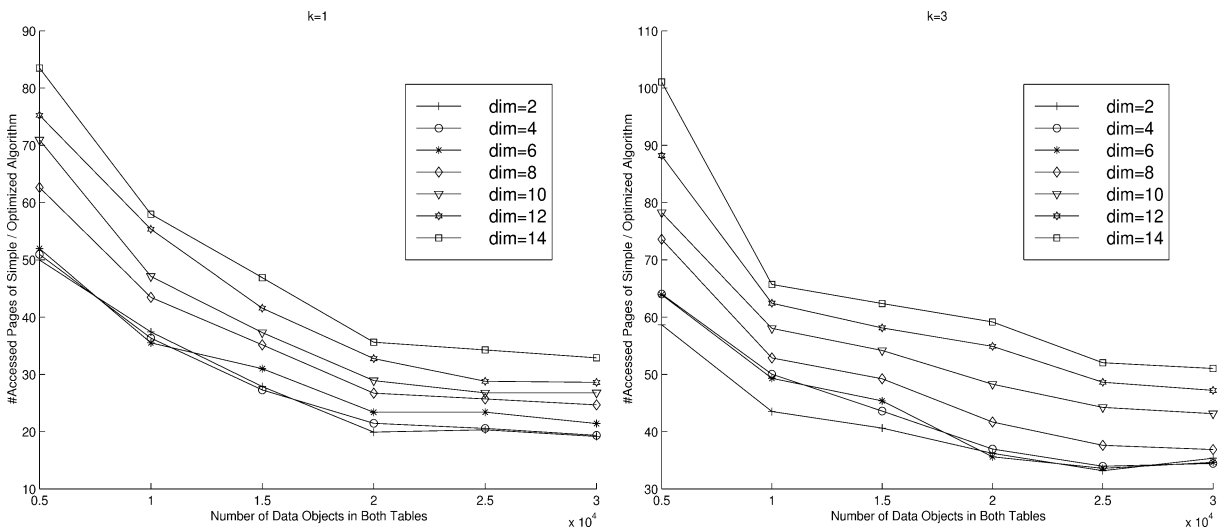 k=1
90
80
70
60
50
40
30
20
10
#Accessed Pages of Simple / Optimized Algorithm
dim=2
dim=4
dim=6
dim=8
dim=10
dim=12
dim=14
0.5
1
1.5
2
2.5
3
Number of Data Objects in Both Tables
x 10^4
k=3
110
100
90
80
70
60
50
40
30
#Accessed Pages of Simple / Optimized Algorithm
dim=2
dim=4
dim=6
dim=8
dim=10
dim=12
dim=14
0.5
1
1.5
2
2.5
3
Number of Data Objects in Both Tables
x 10^4